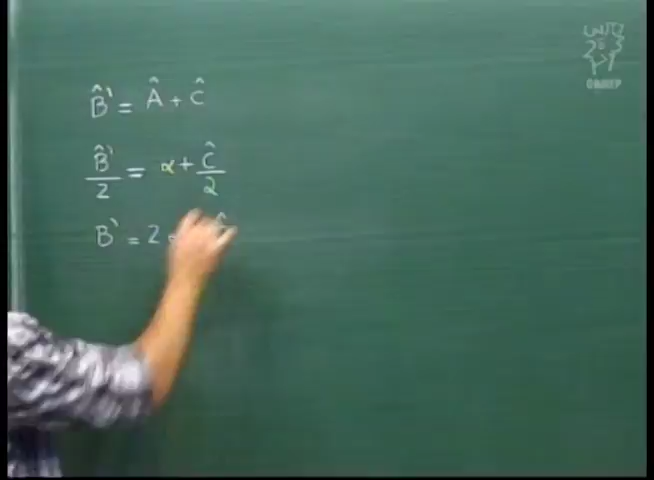 B̂' = Â + Ĉ
B̂'/2 = α + Ĉ/2
B' = 2